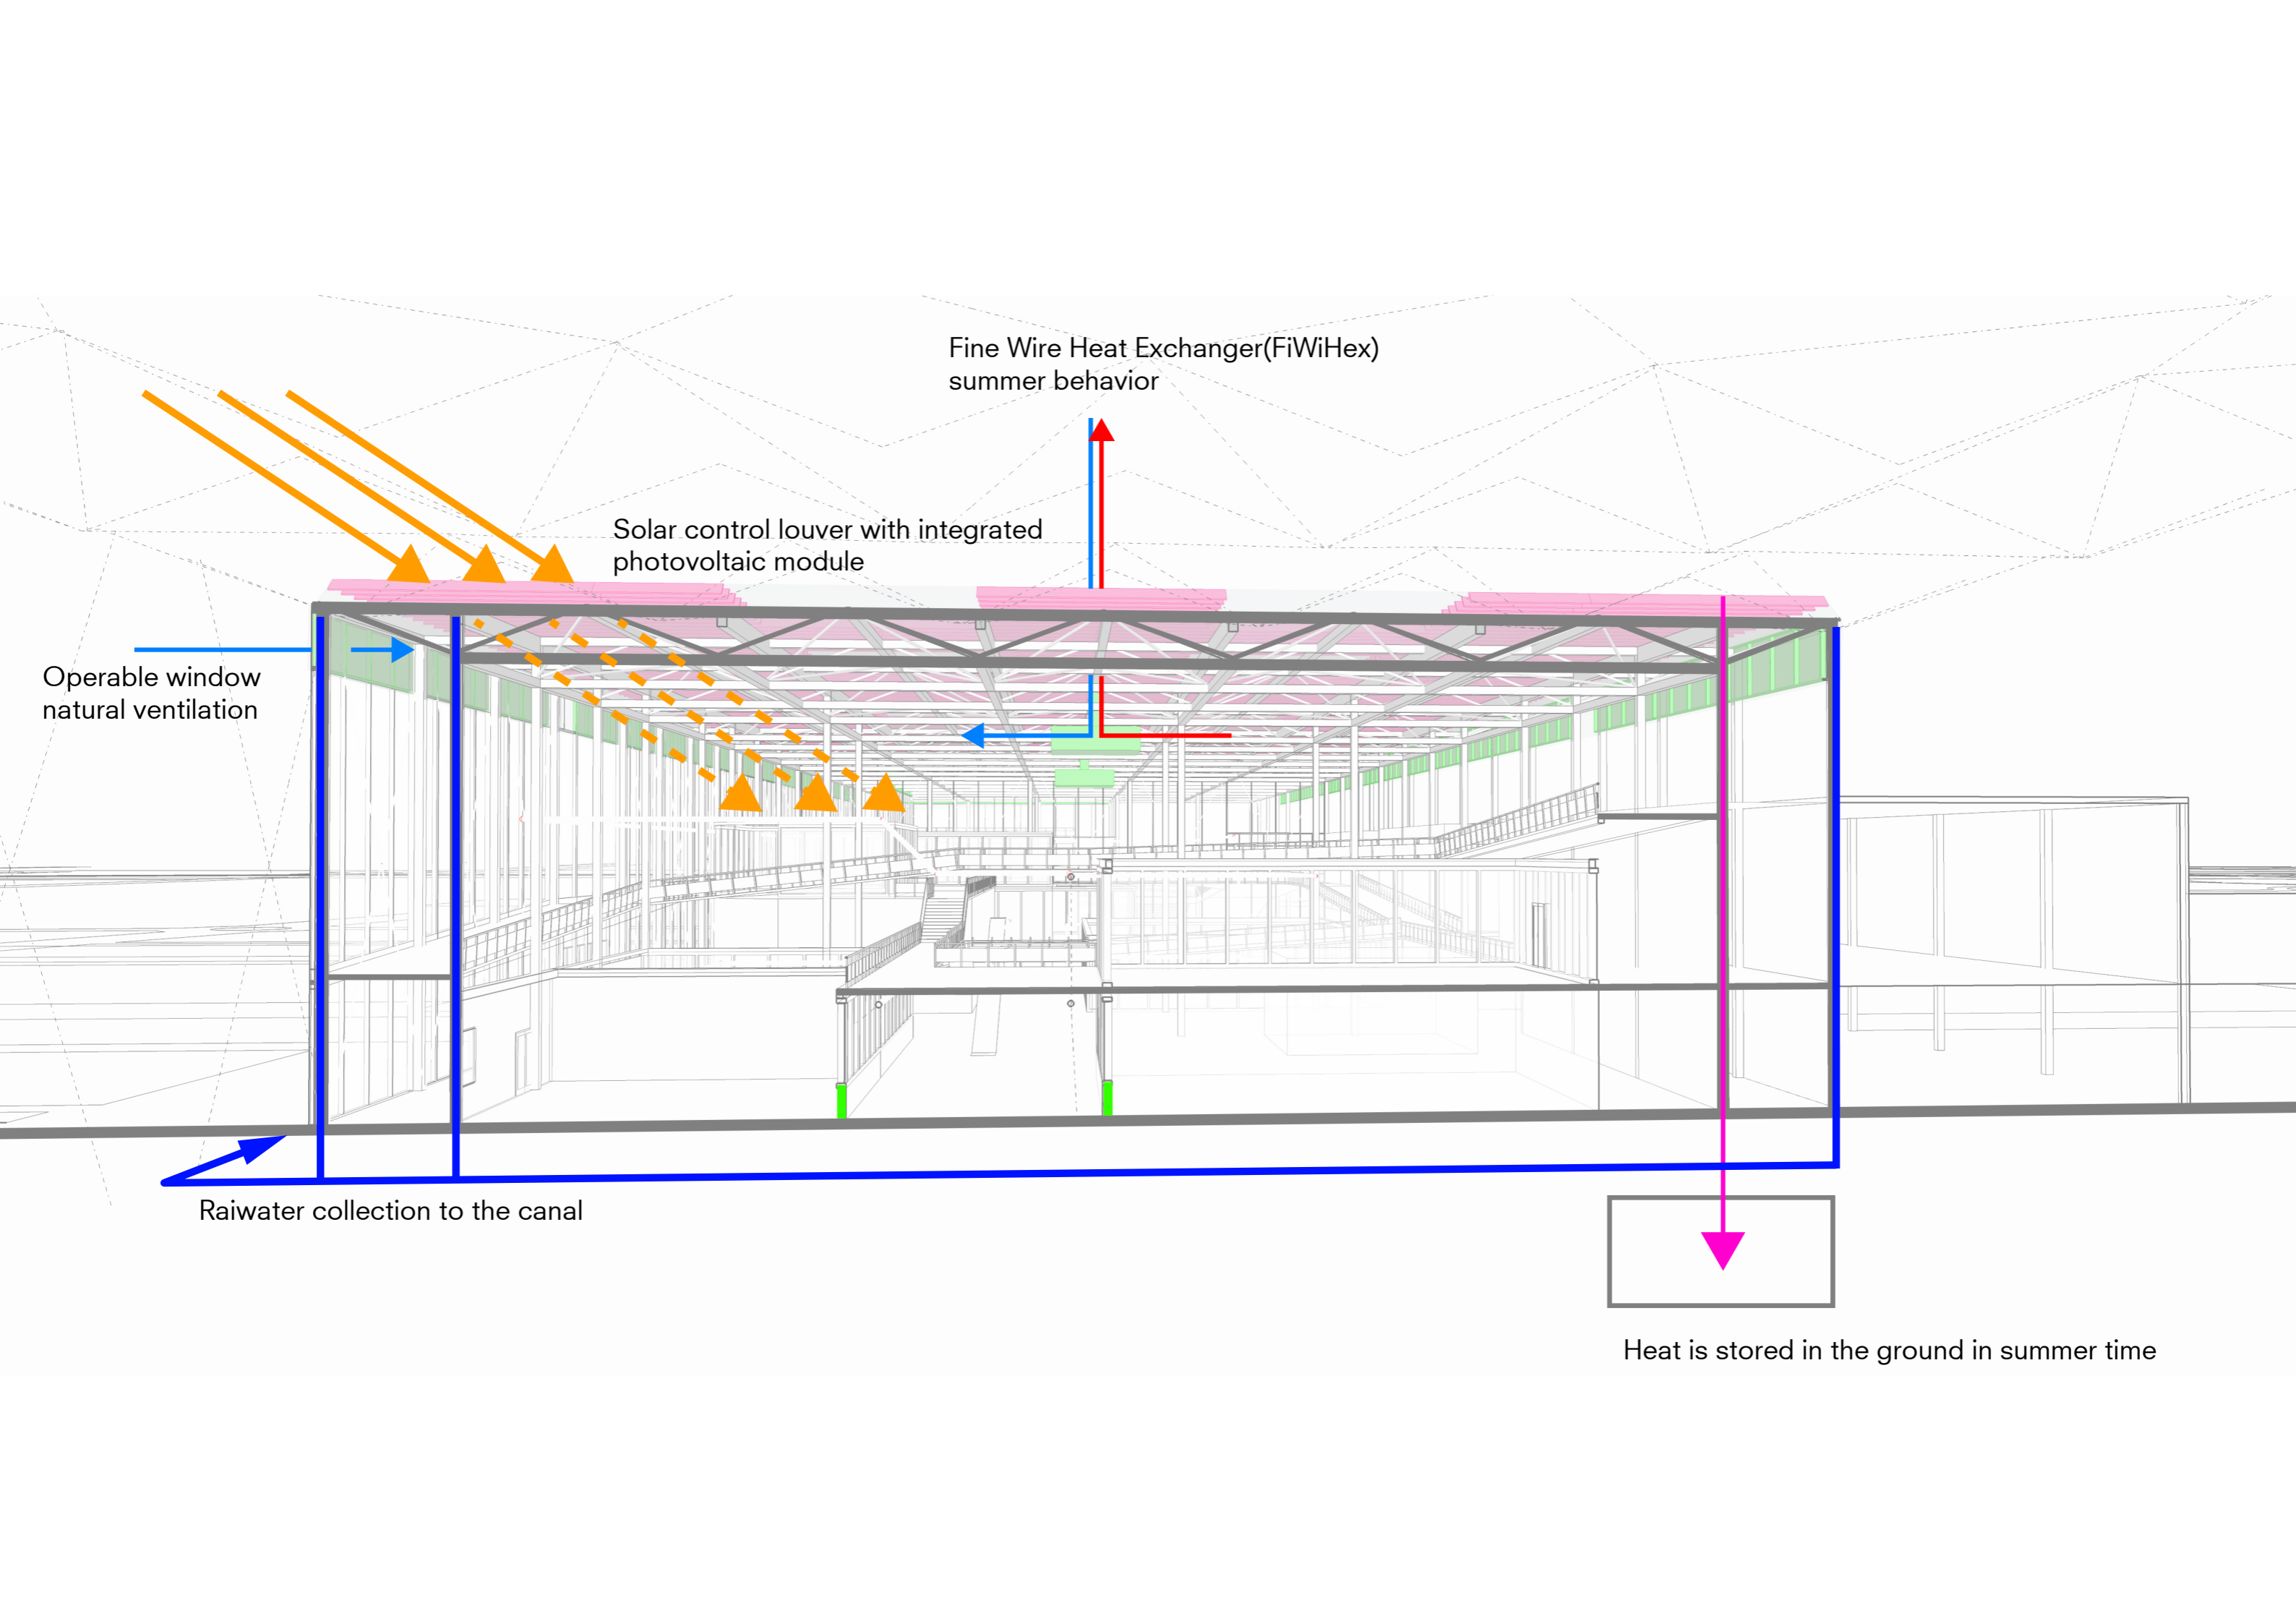 Fine Wire Heat Exchanger(FiWiHex)
summer behavior
Solar control louver with integrated
photovoltaic module
Operable window
natural ventilation
Raiwater collection to the canal
Heat is stored in the ground in summer time